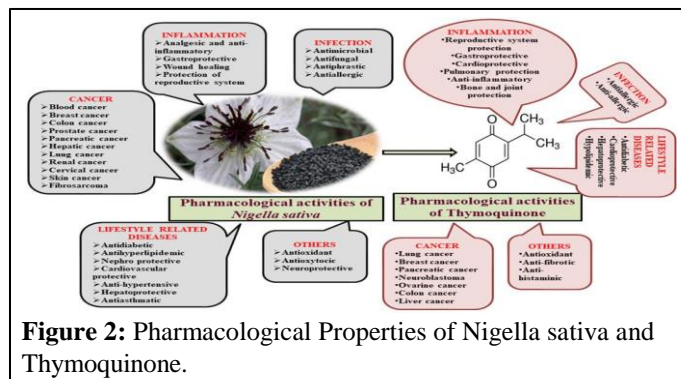 INFLAMMATION
➢Analgesic and anti-
inflammatory
➢Gastroprotective
➢Wound healing
➢Protection of
reproductive system
INFECTION
➢Antimicrobial
➢Antifungal
➢Antiphrastic
➢Antiallergic
CANCER
➢Blood cancer
➢Breast cancer
➢Colon cancer
➢Prostate cancer
➢Pancreatic cancer
➢Hepatic cancer
➢Lung cancer
➢Renal cancer
➢Cervical cancer
➢Skin cancer
➢Fibrosarcoma
Pharmacological activities of
Nigella sativa
LIFESTYLE RELATED
DISEASES
➢Antidiabetic
➢Antihyperlipidemic
➢Nephro protective
➢Cardiovascular
protective
➢Anti-hypertensive
➢Hepatoprotective
➢Antiasthmatic
OTHERS
➢Antioxidant
➢Antioxytocic
➢Neuroprotective
INFLAMMATION
•Reproductive system
protection
•Gastroprotective
•Cardioprotective
•Pulmonary protection
•Anti-inflammatory
•Bone and joint
protection
INFECTION
•Antiallergic
•Anti-allergic
LIFESTYLE
RELATED
DISEASES
•Antidiabetic
•Cardioprotective
•Hepatoprotective
•Hypolipidemic
O
CH3
CH3
H3C
O
Pharmacological activities
of Thymoquinone
CANCER
•Lung cancer
•Breast cancer
•Pancreatic cancer
•Neuroblastoma
•Ovarine cancer
•Colon cancer
•Liver cancer
OTHERS
•Antioxidant
•Anti-fibrotic
•Anti-
histaminic
Figure 2: Pharmacological Properties of Nigella sativa and
Thymoquinone.